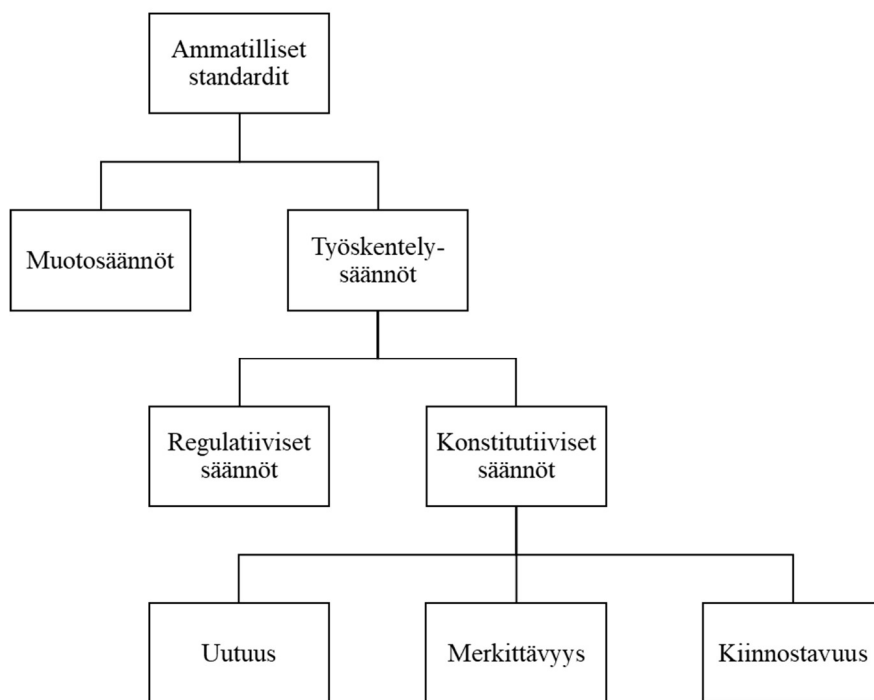 Ammatilliset
standardit
Muotosäännöt
Työskentely-
säännöt
Regulatiiviset
säännöt
Konstitutiiviset
säännöt
Uutuus
Merkittävyys
Kiinnostavuus